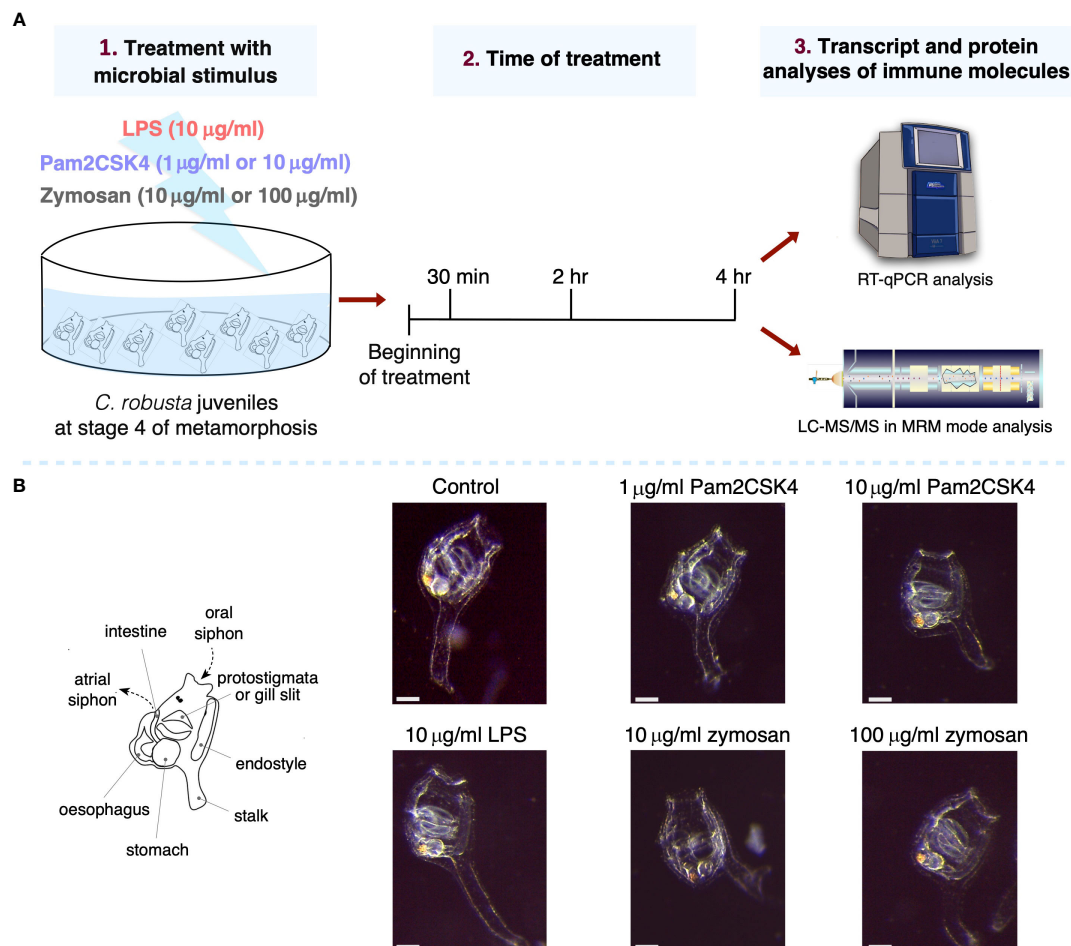 A
1. Treatment with
microbial stimulus
2. Time of treatment
3. Transcript and protein
analyses of immune molecules
LPS (10 μg/ml)
Pam2CSK4 (1 μg/ml or 10 μg/ml)
Zymosan (10 μg/ml or 100 μg/ml)
30 min
2 hr
4 hr
Beginning
of treatment
RT-qPCR analysis
LC-MS/MS in MRM mode analysis
C. robusta juveniles
at stage 4 of metamorphosis
B
Control
1 μg/ml Pam2CSK4
10 μg/ml Pam2CSK4
oral
siphon
intestine
atrial
siphon
protostigmata
or gill slit
endostyle
oesophagus
stalk
stomach
10 μg/ml LPS
10 μg/ml zymosan
100 μg/ml zymosan